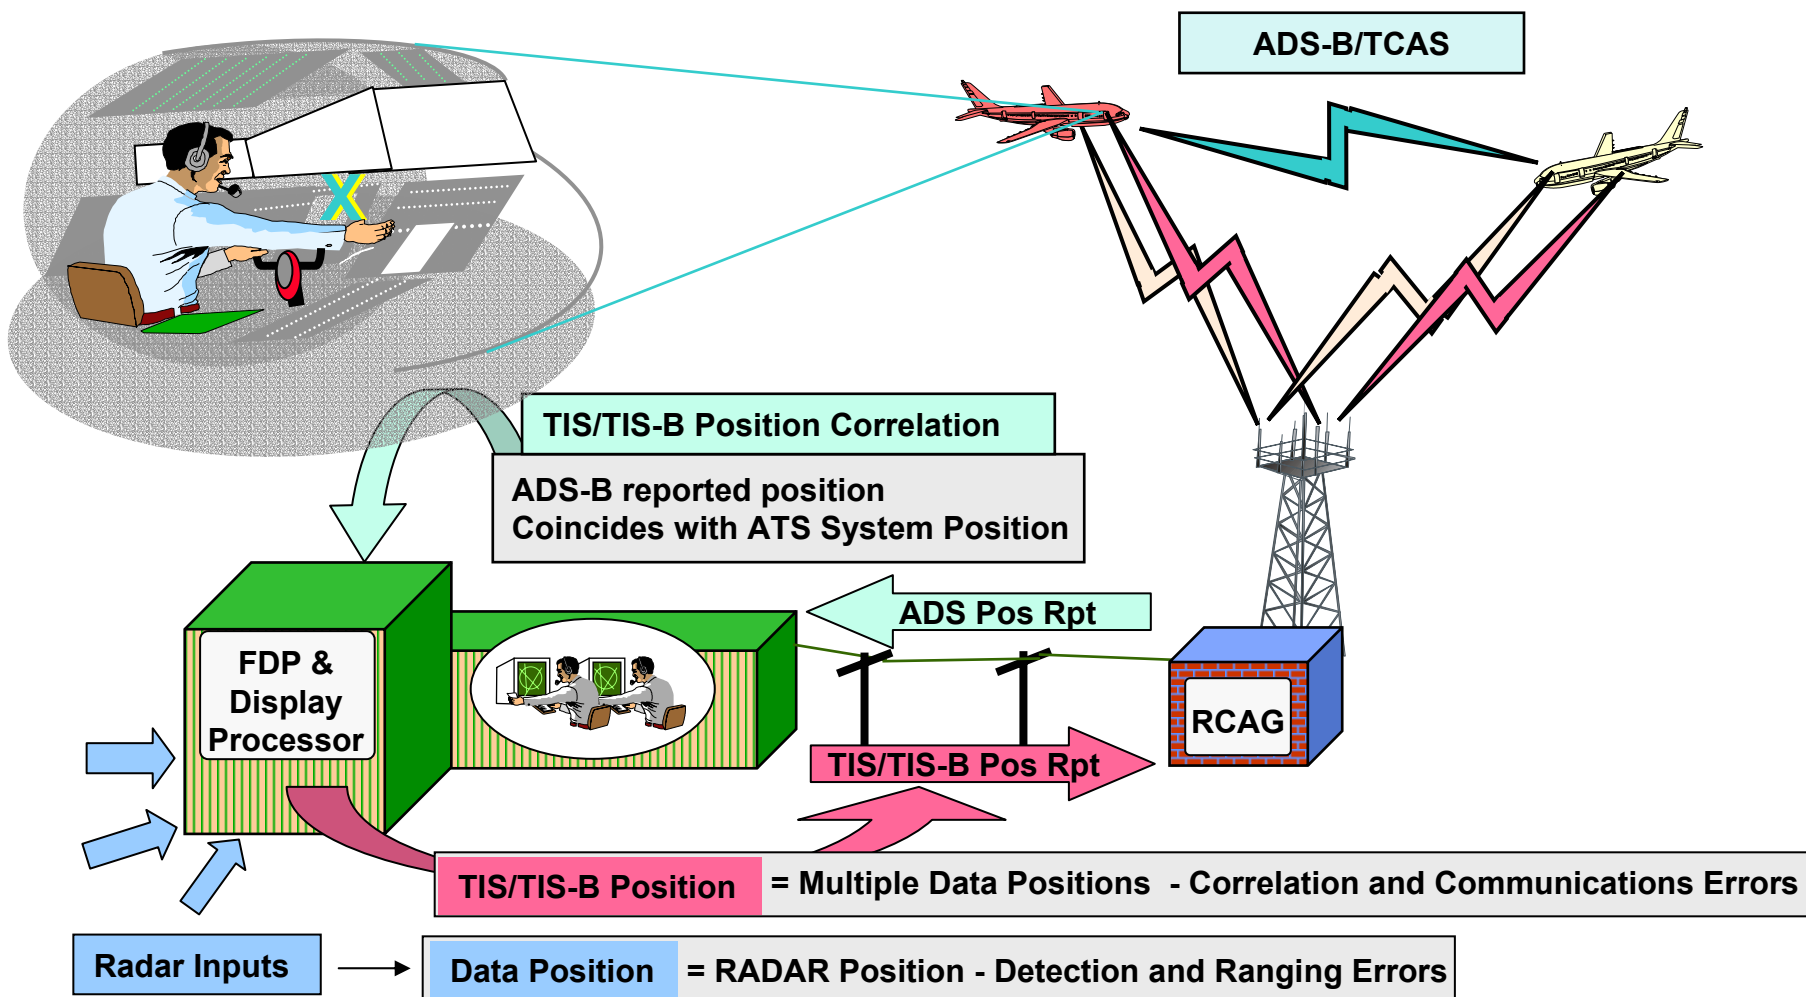 ADS-B/TCAS
TIS/TIS-B Position Correlation
ADS-B reported position
Coincides with ATS System Position
ADS Pos Rpt
FDP &
Display
Processor
RCAG
TIS/TIS-B Pos Rpt
TIS/TIS-B Position = Multiple Data Positions - Correlation and Communications Errors
Radar Inputs
Data Position = RADAR Position - Detection and Ranging Errors